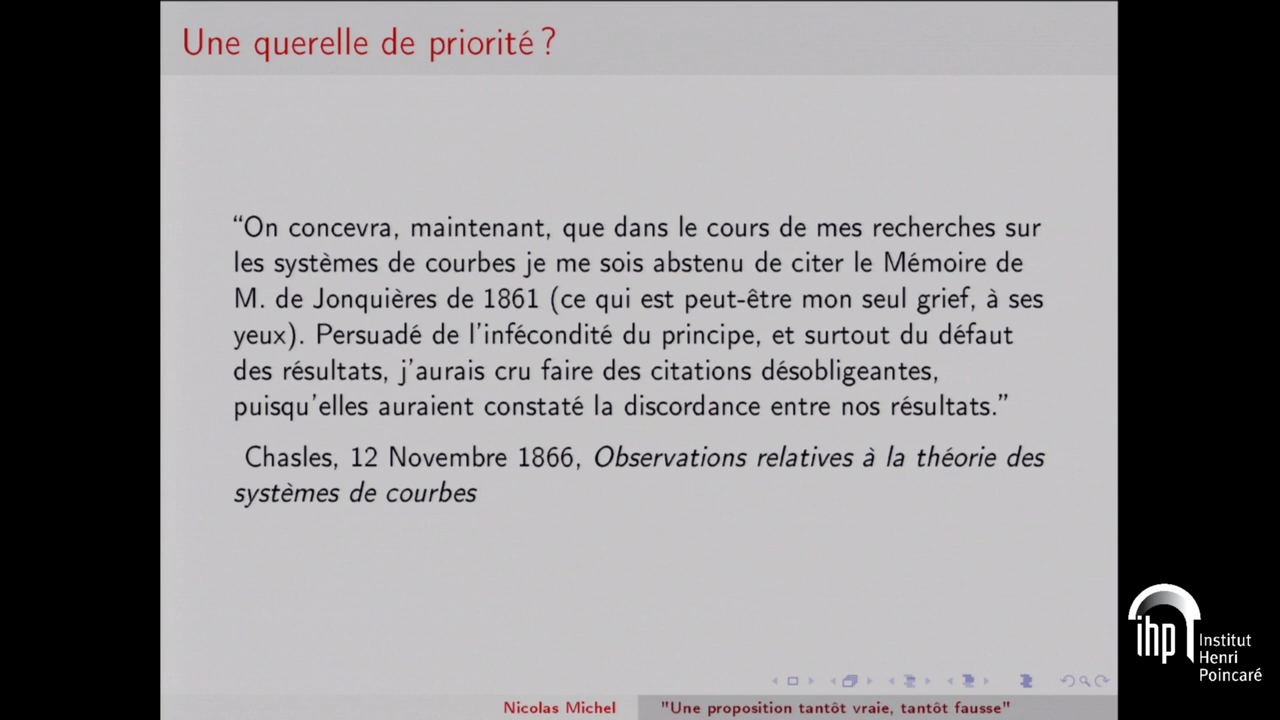 Une querelle de priorité ?
“On concevra, maintenant, que dans le cours de mes recherches sur
les systèmes de courbes je me sois abstenu de citer le Mémoire de
M. de Jonquières de 1861 (ce qui est peut-être mon seul grief, à ses
yeux). Persuadé de l'infécondité du principe, et surtout du défaut
des résultats, j'aurais cru faire des citations désobligeantes,
puisqu'elles auraient constaté la discordance entre nos résultats.”
Chasles, 12 Novembre 1866, Observations relatives à la théorie des
systèmes de courbes
ihp Institut
Henri
Poincaré
Nicolas Michel "Une proposition tantôt vraie, tantôt fausse"